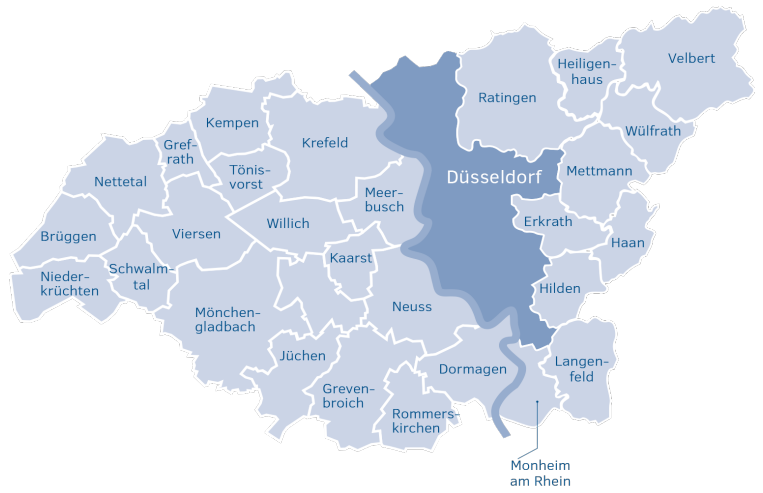 Velbert
Heiligen-
haus
Ratingen
Kempen
Wülfrath
Krefeld
Gref-
rath
Mettmann
Tönis-
vorst
Düsseldorf
Nettetal
Meer-
busch
Erkrath
Willich
Viersen
Brüggen
Haan
Kaarst
Schwalm-
tal
Nieder-
krüchten
Hilden
Neuss
Mönchen-
gladbach
Jüchen
Dormagen
Langen-
feld
Greven-
broich
Rommers-
kirchen
Monheim
am Rhein